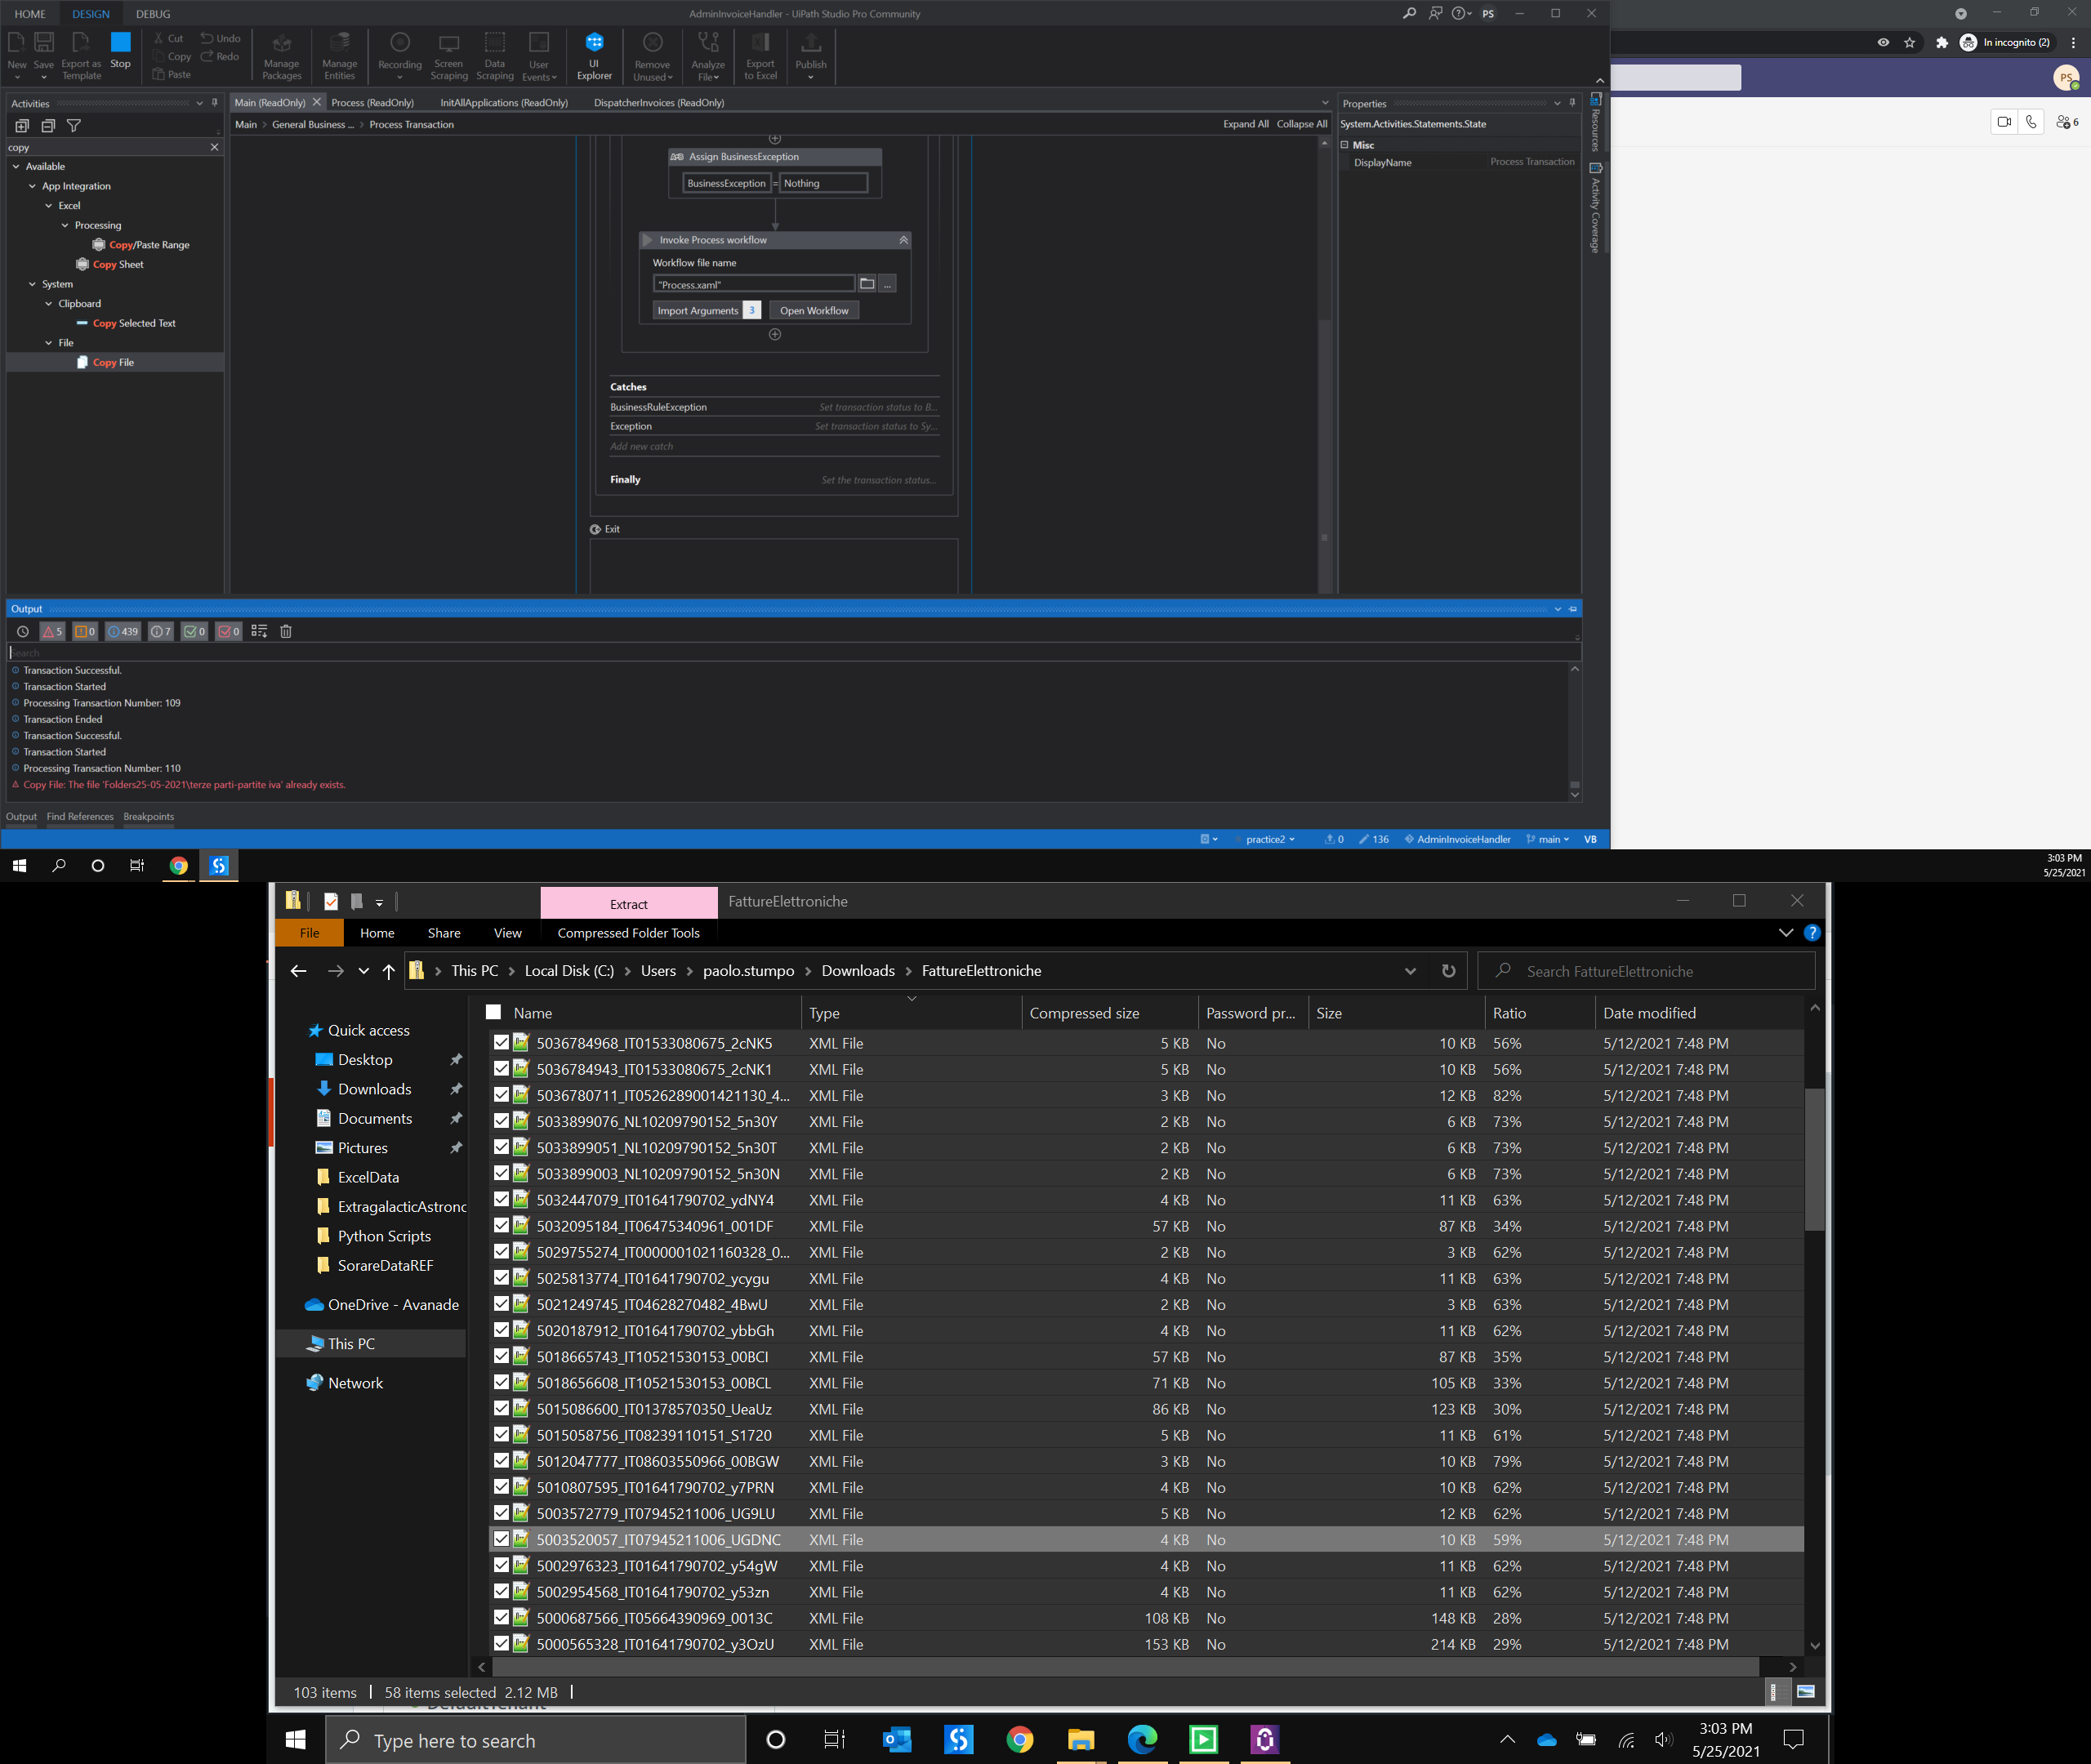 HOME DESIGN DEBUG AdminInvoiceHandler - UiPath Studio Pro Community PS
New Save Export as Template Stop Cut Copy Paste Undo Redo Manage Packages Manage Entities Recording Screen Scraping Data Scraping User Events UI Explorer Remove Unused Analyze File Export to Excel Publish
In incognito (2)
PS
6
Activities
copy
Available
App Integration
Excel
Processing
Copy/Paste Range
Copy Sheet
System
Clipboard
Copy Selected Text
File
Copy File
Main (ReadOnly) Process (ReadOnly) InitAllApplications (ReadOnly) DispatcherInvoices (ReadOnly)
Main > General Business ... > Process Transaction Expand All Collapse All
Assign BusinessException
BusinessException = Nothing
Invoke Process workflow
Workflow file name
"Process.xaml" ...
Import Arguments 3 Open Workflow
Catches
BusinessRuleException Set transaction status to B...
Exception Set transaction status to Sy...
Add new catch
Finally Set the transaction status...
Exit
Properties
System.Activities.Statements.State
Misc
DisplayName Process Transaction
Resources
Activity Coverage
Output
5 0 439 7 0 0
Search
Transaction Successful.
Transaction Started
Processing Transaction Number: 109
Transaction Ended
Transaction Successful.
Transaction Started
Processing Transaction Number: 110
Copy File: The file 'Folders25-05-2021\terze parti-partite iva' already exists.
Output Find References Breakpoints
practice2 0 136 AdminInvoiceHandler main VB
3:03 PM
5/25/2021
Extract FattureElettroniche
File Home Share View Compressed Folder Tools
This PC > Local Disk (C:) > Users > paolo.stumpo > Downloads > FattureElettroniche Search FattureElettroniche
Quick access
Desktop
Downloads
Documents
Pictures
ExcelData
ExtragalacticAstronc
Python Scripts
SorareDataREF
OneDrive - Avanade
This PC
Network
Name Type Compressed size Password pr... Size Ratio Date modified
5036784968_IT01533080675_2cNK5 XML File 5 KB No 10 KB 56% 5/12/2021 7:48 PM
5036784943_IT01533080675_2cNK1 XML File 5 KB No 10 KB 56% 5/12/2021 7:48 PM
5036780711_IT0526289001421130_4... XML File 3 KB No 12 KB 82% 5/12/2021 7:48 PM
5033899076_NL10209790152_5n30Y XML File 2 KB No 6 KB 73% 5/12/2021 7:48 PM
5033899051_NL10209790152_5n30T XML File 2 KB No 6 KB 73% 5/12/2021 7:48 PM
5033899003_NL10209790152_5n30N XML File 2 KB No 6 KB 73% 5/12/2021 7:48 PM
5032447079_IT01641790702_ydNY4 XML File 4 KB No 11 KB 63% 5/12/2021 7:48 PM
5032095184_IT06475340961_001DF XML File 57 KB No 87 KB 34% 5/12/2021 7:48 PM
5029755274_IT0000001021160328_0... XML File 2 KB No 3 KB 62% 5/12/2021 7:48 PM
5025813774_IT01641790702_ycygu XML File 4 KB No 11 KB 63% 5/12/2021 7:48 PM
5021249745_IT04628270482_4BwU XML File 2 KB No 3 KB 63% 5/12/2021 7:48 PM
5020187912_IT01641790702_ybbGh XML File 4 KB No 11 KB 62% 5/12/2021 7:48 PM
5018665743_IT10521530153_00BCI XML File 57 KB No 87 KB 35% 5/12/2021 7:48 PM
5018656608_IT10521530153_00BCL XML File 71 KB No 105 KB 33% 5/12/2021 7:48 PM
5015086600_IT01378570350_UeaUz XML File 86 KB No 123 KB 30% 5/12/2021 7:48 PM
5015058756_IT08239110151_S1720 XML File 5 KB No 11 KB 61% 5/12/2021 7:48 PM
5012047777_IT08603550966_00BGW XML File 3 KB No 10 KB 79% 5/12/2021 7:48 PM
5010807595_IT01641790702_y7PRN XML File 4 KB No 10 KB 62% 5/12/2021 7:48 PM
5003572779_IT07945211006_UG9LU XML File 5 KB No 12 KB 62% 5/12/2021 7:48 PM
5003520057_IT07945211006_UGDNC XML File 4 KB No 10 KB 59% 5/12/2021 7:48 PM
5002976323_IT01641790702_y54gW XML File 4 KB No 11 KB 62% 5/12/2021 7:48 PM
5002954568_IT01641790702_y53zn XML File 4 KB No 11 KB 62% 5/12/2021 7:48 PM
5000687566_IT05664390969_0013C XML File 108 KB No 148 KB 28% 5/12/2021 7:48 PM
5000565328_IT01641790702_y3OzU XML File 153 KB No 214 KB 29% 5/12/2021 7:48 PM
103 items 58 items selected 2.12 MB
DefaultTenant
Type here to search
3:03 PM
5/25/2021